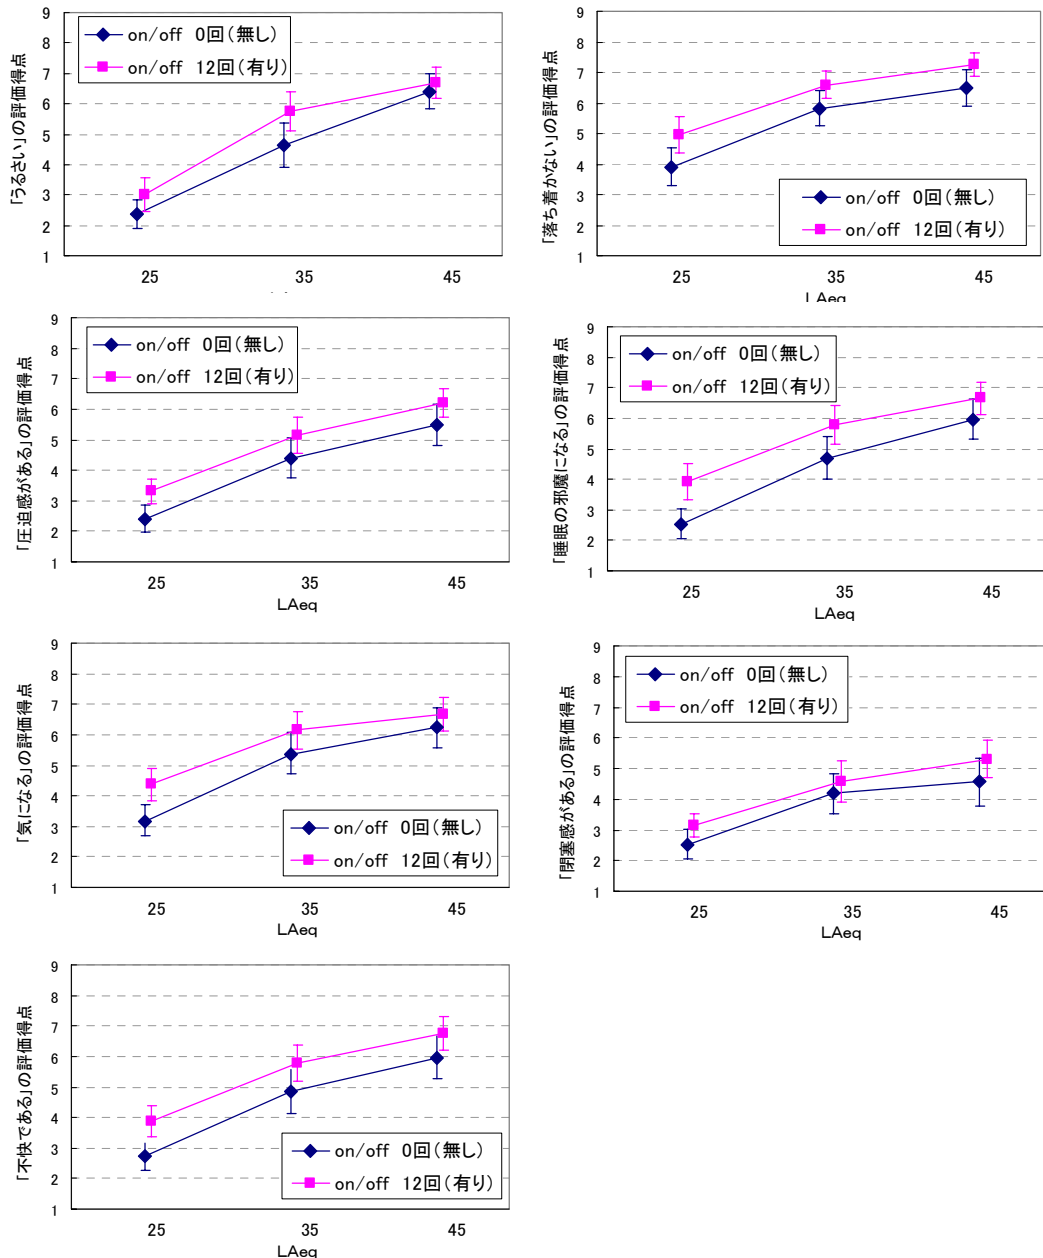 「うるさい」の評価得点
9
8
7
6
5
4
3
2
1
on/off 0回(無し)
on/off 12回(有り)
25 35 45
「落ち着かない」の評価得点
9
8
7
6
5
4
3
2
1
on/off 0回(無し)
on/off 12回(有り)
25 35 45
LAeq
「圧迫感がある」の評価得点
9
8
7
6
5
4
3
2
1
on/off 0回(無し)
on/off 12回(有り)
25 35 45
LAeq
「睡眠の邪魔になる」の評価得点
9
8
7
6
5
4
3
2
1
on/off 0回(無し)
on/off 12回(有り)
25 35 45
LAeq
「気になる」の評価得点
9
8
7
6
5
4
3
2
1
on/off 0回(無し)
on/off 12回(有り)
25 35 45
LAeq
「閉塞感がある」の評価得点
9
8
7
6
5
4
3
2
1
on/off 0回(無し)
on/off 12回(有り)
25 35 45
LAeq
「不快である」の評価得点
9
8
7
6
5
4
3
2
1
on/off 0回(無し)
on/off 12回(有り)
25 35 45
LAeq